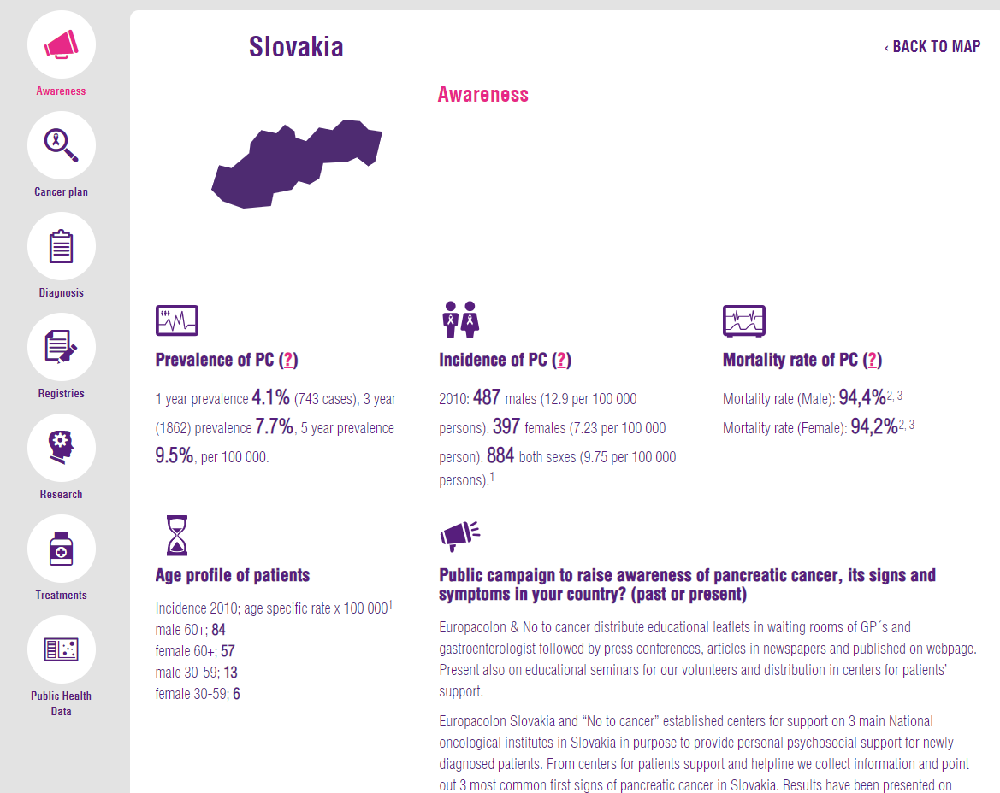 Awareness
Cancer plan
Diagnosis
Registries
Research
Treatments
Public Health
Data
Slovakia
‹ BACK TO MAP
Awareness
Prevalence of PC (?)
1 year prevalence 4.1% (743 cases), 3 year
(1862) prevalence 7.7%, 5 year prevalence
9.5%, per 100 000.
Incidence of PC (?)
2010: 487 males (12.9 per 100 000
persons). 397 females (7.23 per 100 000
person). 884 both sexes (9.75 per 100 000
persons).1
Mortality rate of PC (?)
Mortality rate (Male): 94,4%2, 3
Mortality rate (Female): 94,2%2, 3
Age profile of patients
Incidence 2010; age specific rate x 100 0001
male 60+; 84
female 60+; 57
male 30-59; 13
female 30-59; 6
Public campaign to raise awareness of pancreatic cancer, its signs and
symptoms in your country? (past or present)
Europacolon & No to cancer distribute educational leaflets in waiting rooms of GP´s and
gastroenterologist followed by press conferences, articles in newspapers and published on webpage.
Present also on educational seminars for our volunteers and distribution in centers for patients’
support.
Europacolon Slovakia and “No to cancer” established centers for support on 3 main National
oncological institutes in Slovakia in purpose to provide personal psychosocial support for newly
diagnosed patients. From centers for patients support and helpline we collect information and point
out 3 most common first signs of pancreatic cancer in Slovakia. Results have been presented on